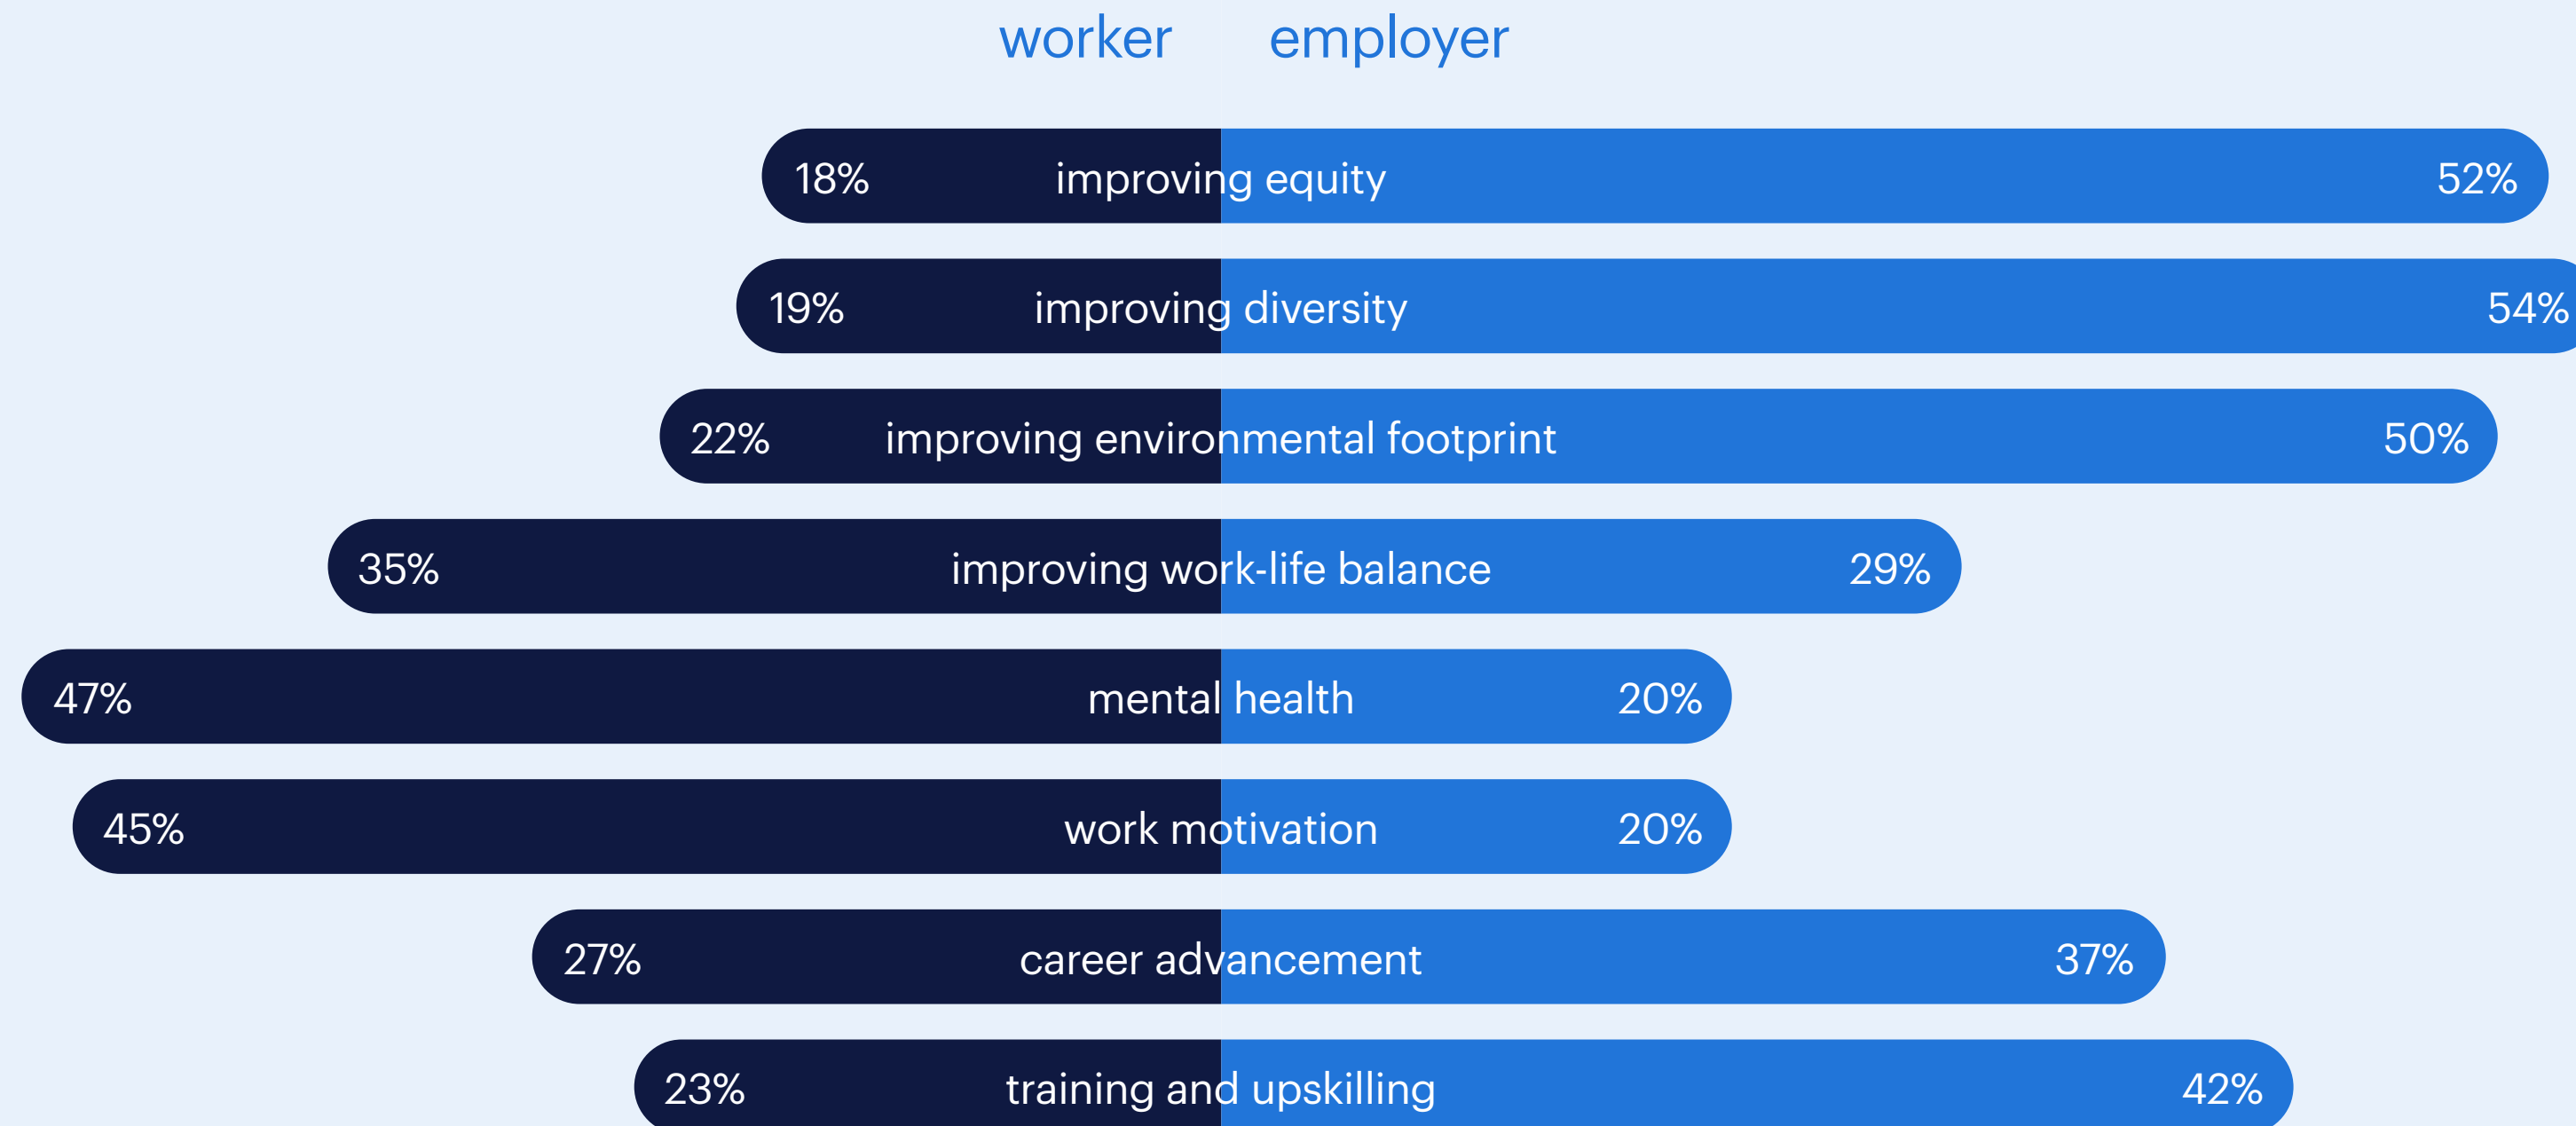 worker employer
18% improving equity 52%
19% improving diversity 54%
22% improving environmental footprint 50%
35% improving work-life balance 29%
47% mental health 20%
45% work motivation 20%
27% career advancement 37%
23% training and upskilling 42%